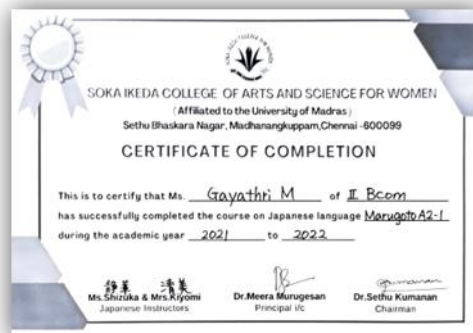 SOKA IKEDA COLLEGE OF ARTS AND SCIENCE FOR WOMEN
(Affiliated to the University of Madras)
Sethu Bhaskara Nagar, Madhanangkuppam,Chennai -600099
CERTIFICATE OF COMPLETION
This is to certify that Ms. Gayathri M of II Bcom
has successfully completed the course on Japanese language Marugoto A2-1
during the academic year 2021 to 2022
清美
Ms.Shizuka & Mrs.Kiyomi Dr.Meera Murugesan Dr.Sethu Kumanan
Japanese Instructors Principal i/c Chairman